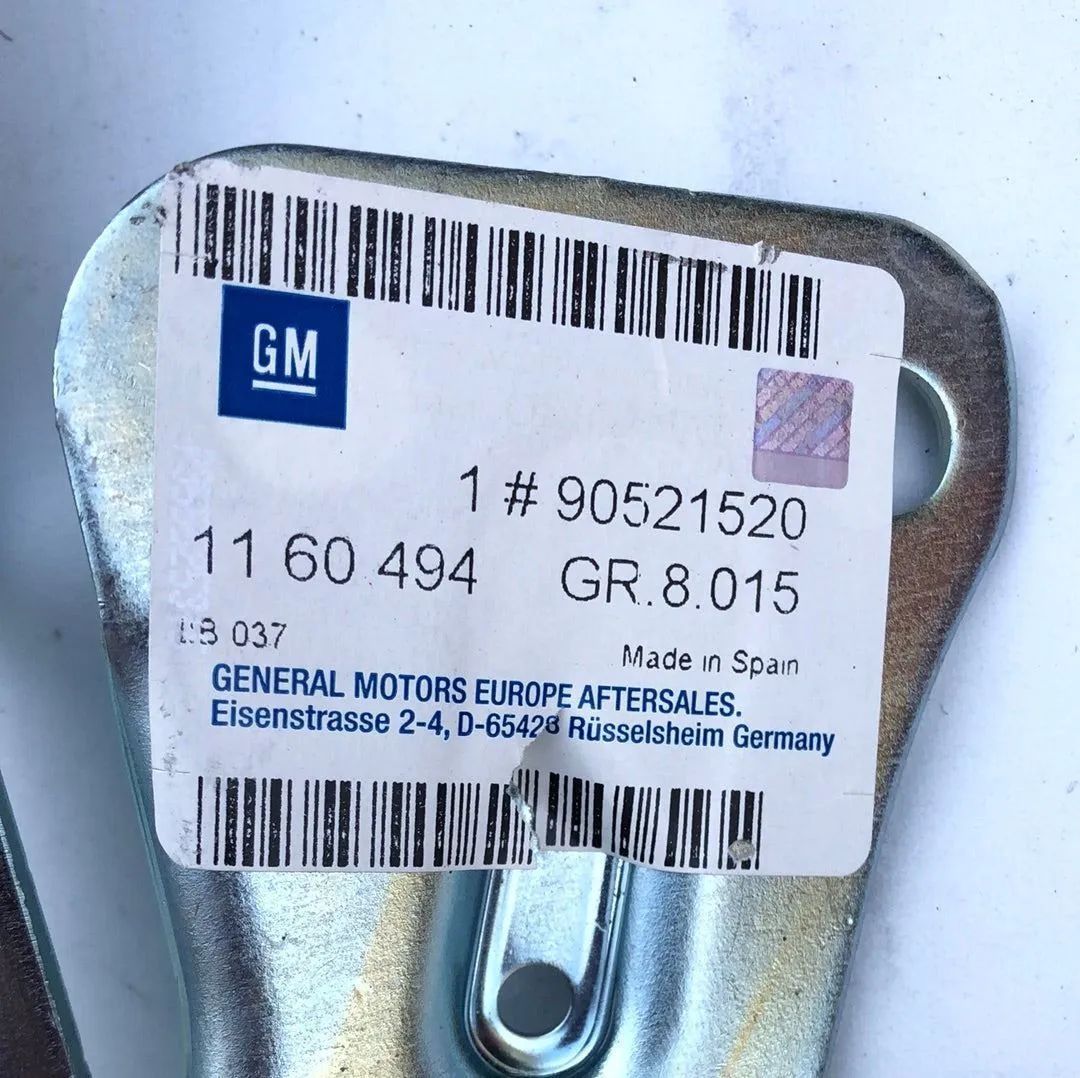 GM
1 # 90521520
11 60 494 GR.8.015
037
Made in Spain
GENERAL MOTORS EUROPE AFTERSALES.
Eisenstrasse 2-4, D-65428 Rüsselsheim Germany